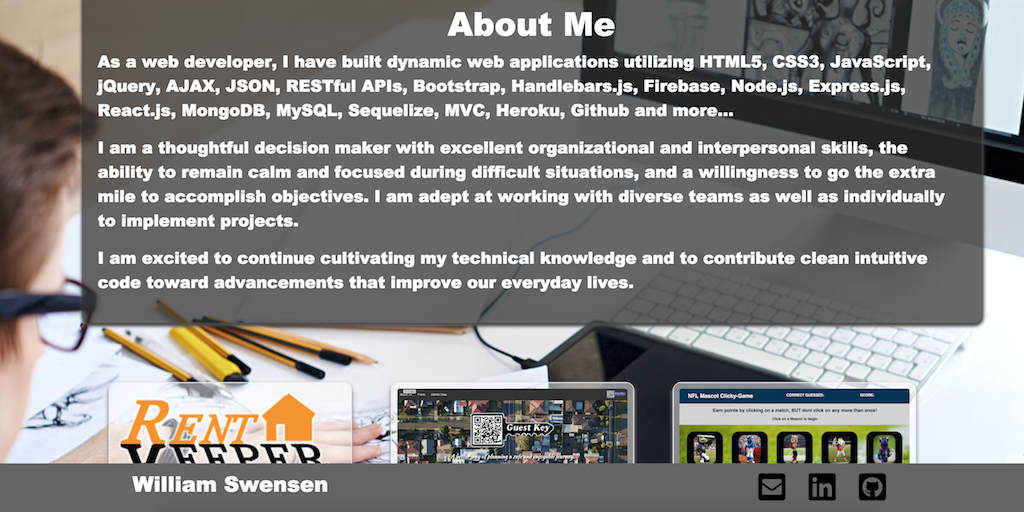 About Me
As a web developer, I have built dynamic web applications utilizing HTML5, CSS3, JavaScript,
jQuery, AJAX, JSON, RESTful APIs, Bootstrap, Handlebars.js, Firebase, Node.js, Express.js,
React.js, MongoDB, MySQL, Sequelize, MVC, Heroku, Github and more...
I am a thoughtful decision maker with excellent organizational and interpersonal skills, the
ability to remain calm and focused during difficult situations, and a willingness to go the extra
mile to accomplish objectives. I am adept at working with diverse teams as well as individually
to implement projects.
I am excited to continue cultivating my technical knowledge and to contribute clean intuitive
code toward advancements that improve our everyday lives.
RENT
KEEPER
Guest Key
NFL Mascot Clicky-Game CORRECT GUESSES: SCORE:
Earn points by clicking on a match, BUT dont click on any more than once!
Click on a Mascot to begin
William Swensen